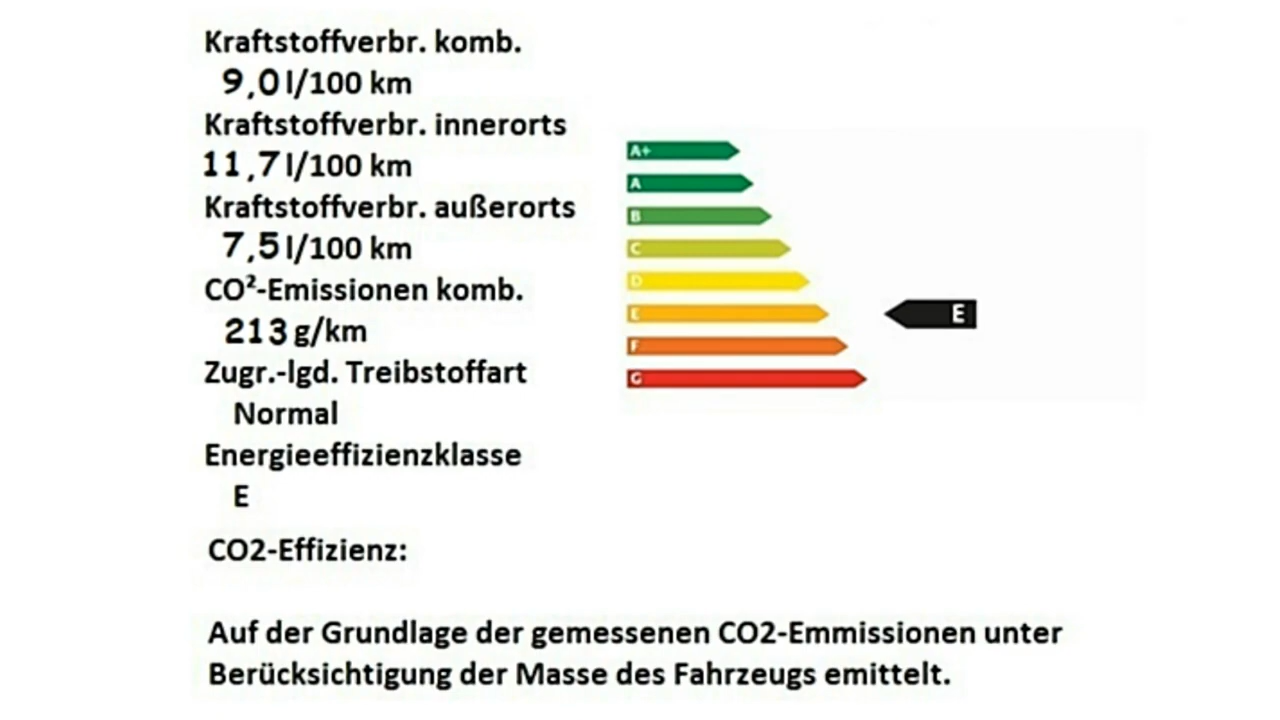 Kraftstoffverbr. komb.
9,0 l/100 km
Kraftstoffverbr. innerorts
11,7 l/100 km
Kraftstoffverbr. außerorts
7,5 l/100 km
CO²-Emissionen komb.
213 g/km
Zugr.-lgd. Treibstoffart
Normal
Energieeffizienzklasse
E
A+
A
B
C
D
E
E
F
G
CO2-Effizienz:
Auf der Grundlage der gemessenen CO2-Emmissionen unter
Berücksichtigung der Masse des Fahrzeugs emittelt.